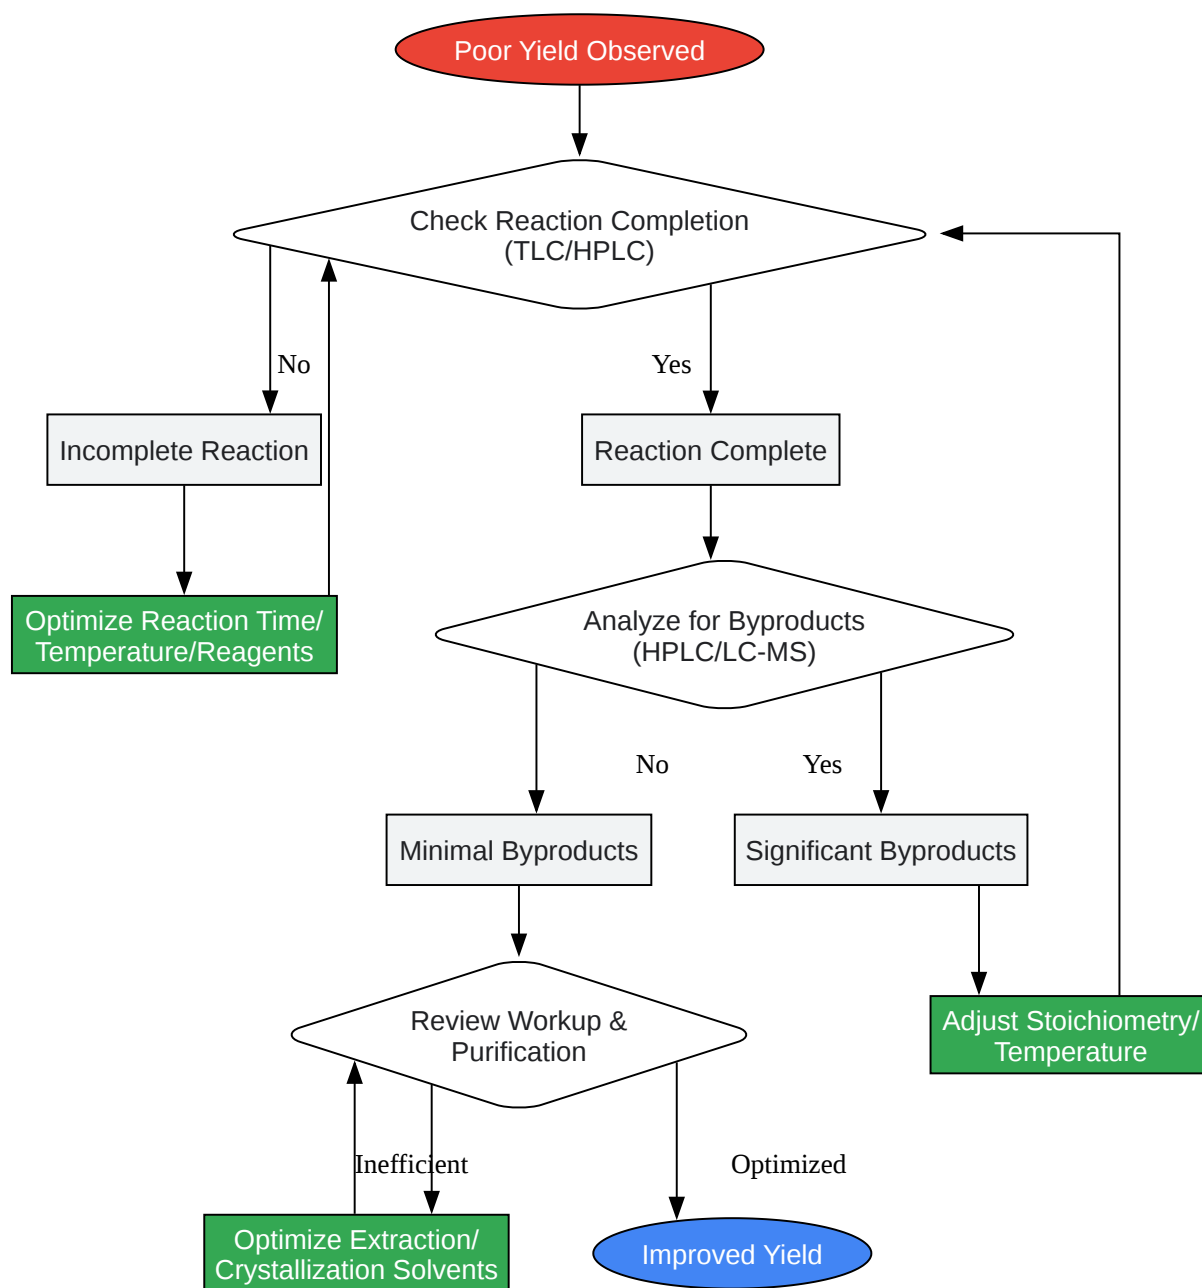 Poor Yield Observed
Check Reaction Completion
(TLC/HPLC)
No
Yes
Incomplete Reaction
Reaction Complete
Optimize Reaction Time/
Temperature/Reagents
Analyze for Byproducts
(HPLC/LC-MS)
No
Yes
Minimal Byproducts
Significant Byproducts
Review Workup &
Purification
Adjust Stoichiometry/
Temperature
Inefficient
Optimized
Optimize Extraction/
Crystallization Solvents
Improved Yield